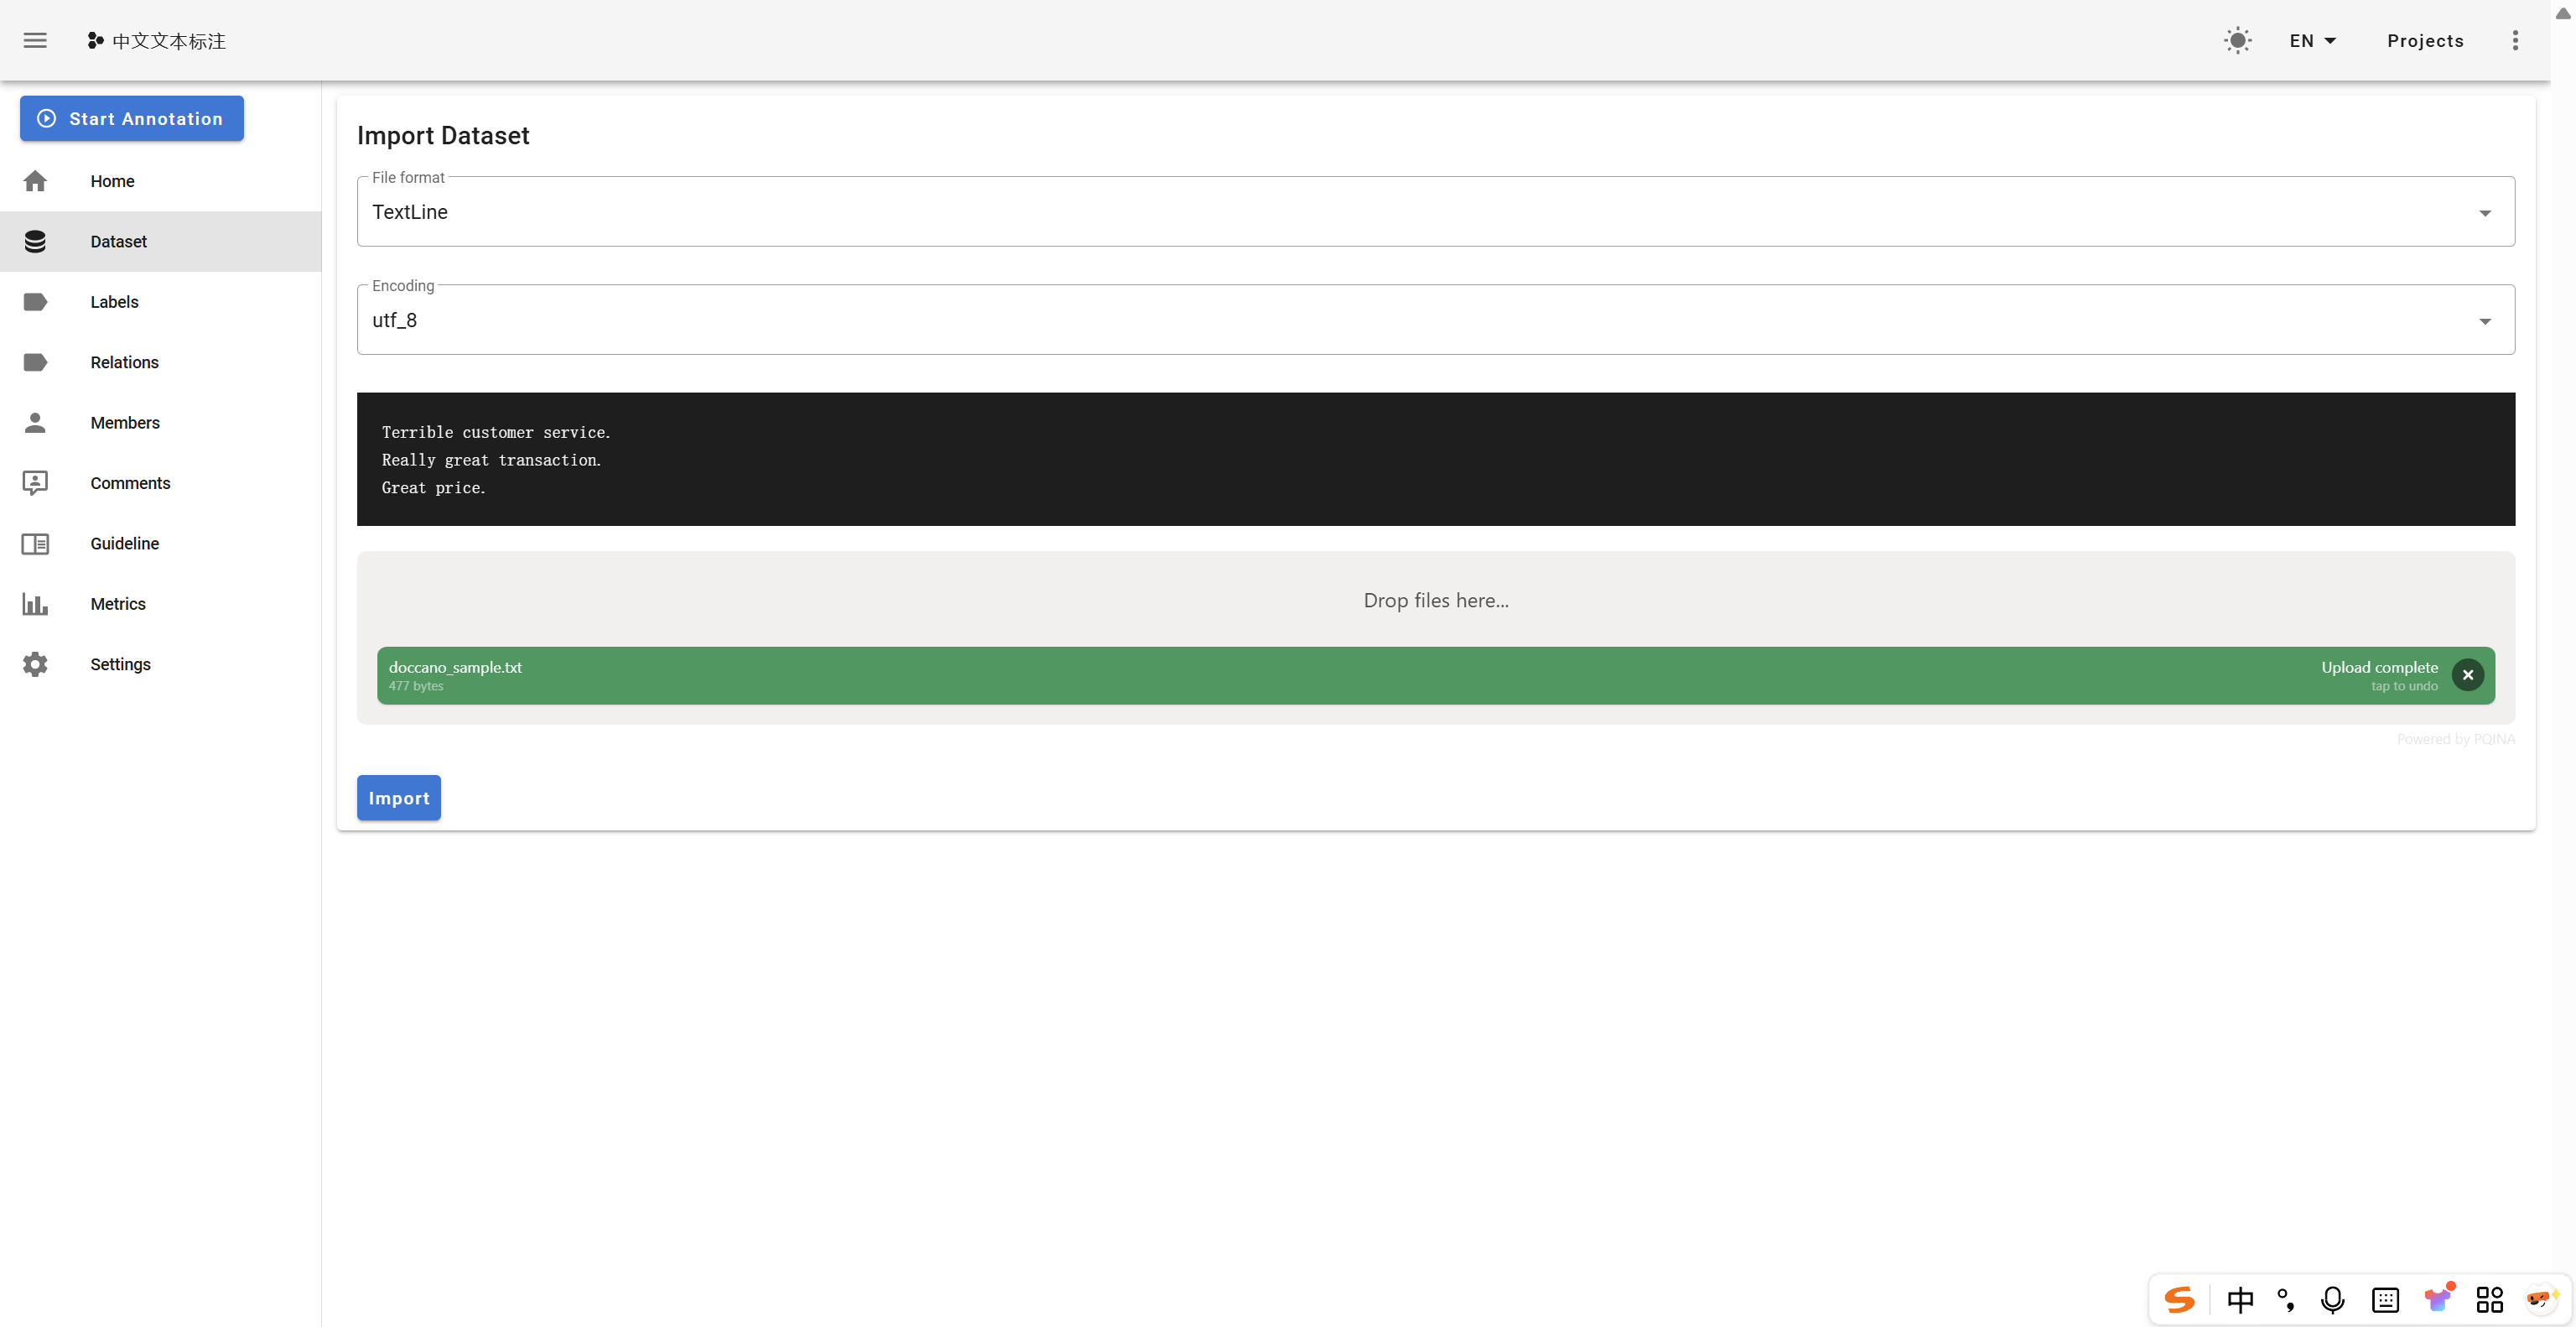 中文文本标注
EN
Projects
Start Annotation
Home
Dataset
Labels
Relations
Members
Comments
Guideline
Metrics
Settings
Import Dataset
File format
TextLine
Encoding
utf_8
Terrible customer service.
Really great transaction.
Great price.
Drop files here...
doccano_sample.txt
477 bytes
Upload complete
tap to undo
Powered by PQINA
Import
中